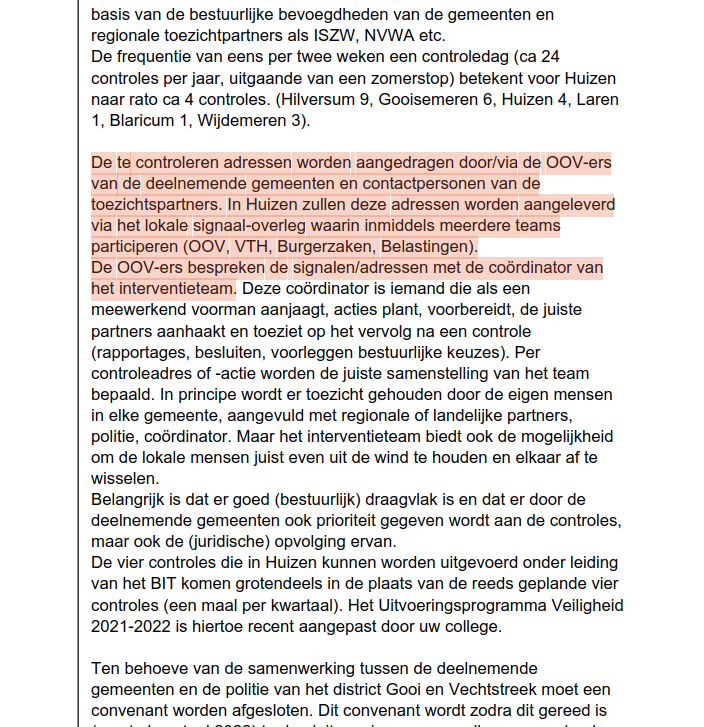 basis van de bestuurlijke bevoegdheden van de gemeenten en
regionale toezichtpartners als ISZW, NVWA etc.
De frequentie van eens per twee weken een controledag (ca 24
controles per jaar, uitgaande van een zomerstop) betekent voor Huizen
naar rato ca 4 controles. (Hilversum 9, Gooisemeren 6, Huizen 4, Laren
1, Blaricum 1, Wijdemeren 3).
De te controleren adressen worden aangedragen door/via de OOV-ers
van de deelnemende gemeenten en contactpersonen van de
toezichtspartners. In Huizen zullen deze adressen worden aangeleverd
via het lokale signaal-overleg waarin inmiddels meerdere teams
participeren (OOV, VTH, Burgerzaken, Belastingen).
De OOV-ers bespreken de signalen/adressen met de coördinator van
het interventieteam. Deze coördinator is iemand die als een
meewerkend voorman aanjaagt, acties plant, voorbereidt, de juiste
partners aanhaakt en toeziet op het vervolg na een controle
(rapportages, besluiten, voorleggen bestuurlijke keuzes). Per
controleadres of -actie worden de juiste samenstelling van het team
bepaald. In principe wordt er toezicht gehouden door de eigen mensen
in elke gemeente, aangevuld met regionale of landelijke partners,
politie, coördinator. Maar het interventieteam biedt ook de mogelijkheid
om de lokale mensen juist even uit de wind te houden en elkaar af te
wisselen.
Belangrijk is dat er goed (bestuurlijk) draagvlak is en dat er door de
deelnemende gemeenten ook prioriteit gegeven wordt aan de controles,
maar ook de (juridische) opvolging ervan.
De vier controles die in Huizen kunnen worden uitgevoerd onder leiding
van het BIT komen grotendeels in de plaats van de reeds geplande vier
controles (een maal per kwartaal). Het Uitvoeringsprogramma Veiligheid
2021-2022 is hiertoe recent aangepast door uw college.
Ten behoeve van de samenwerking tussen de deelnemende
gemeenten en de politie van het district Gooi en Vechtstreek moet een
convenant worden afgesloten. Dit convenant wordt zodra dit gereed is